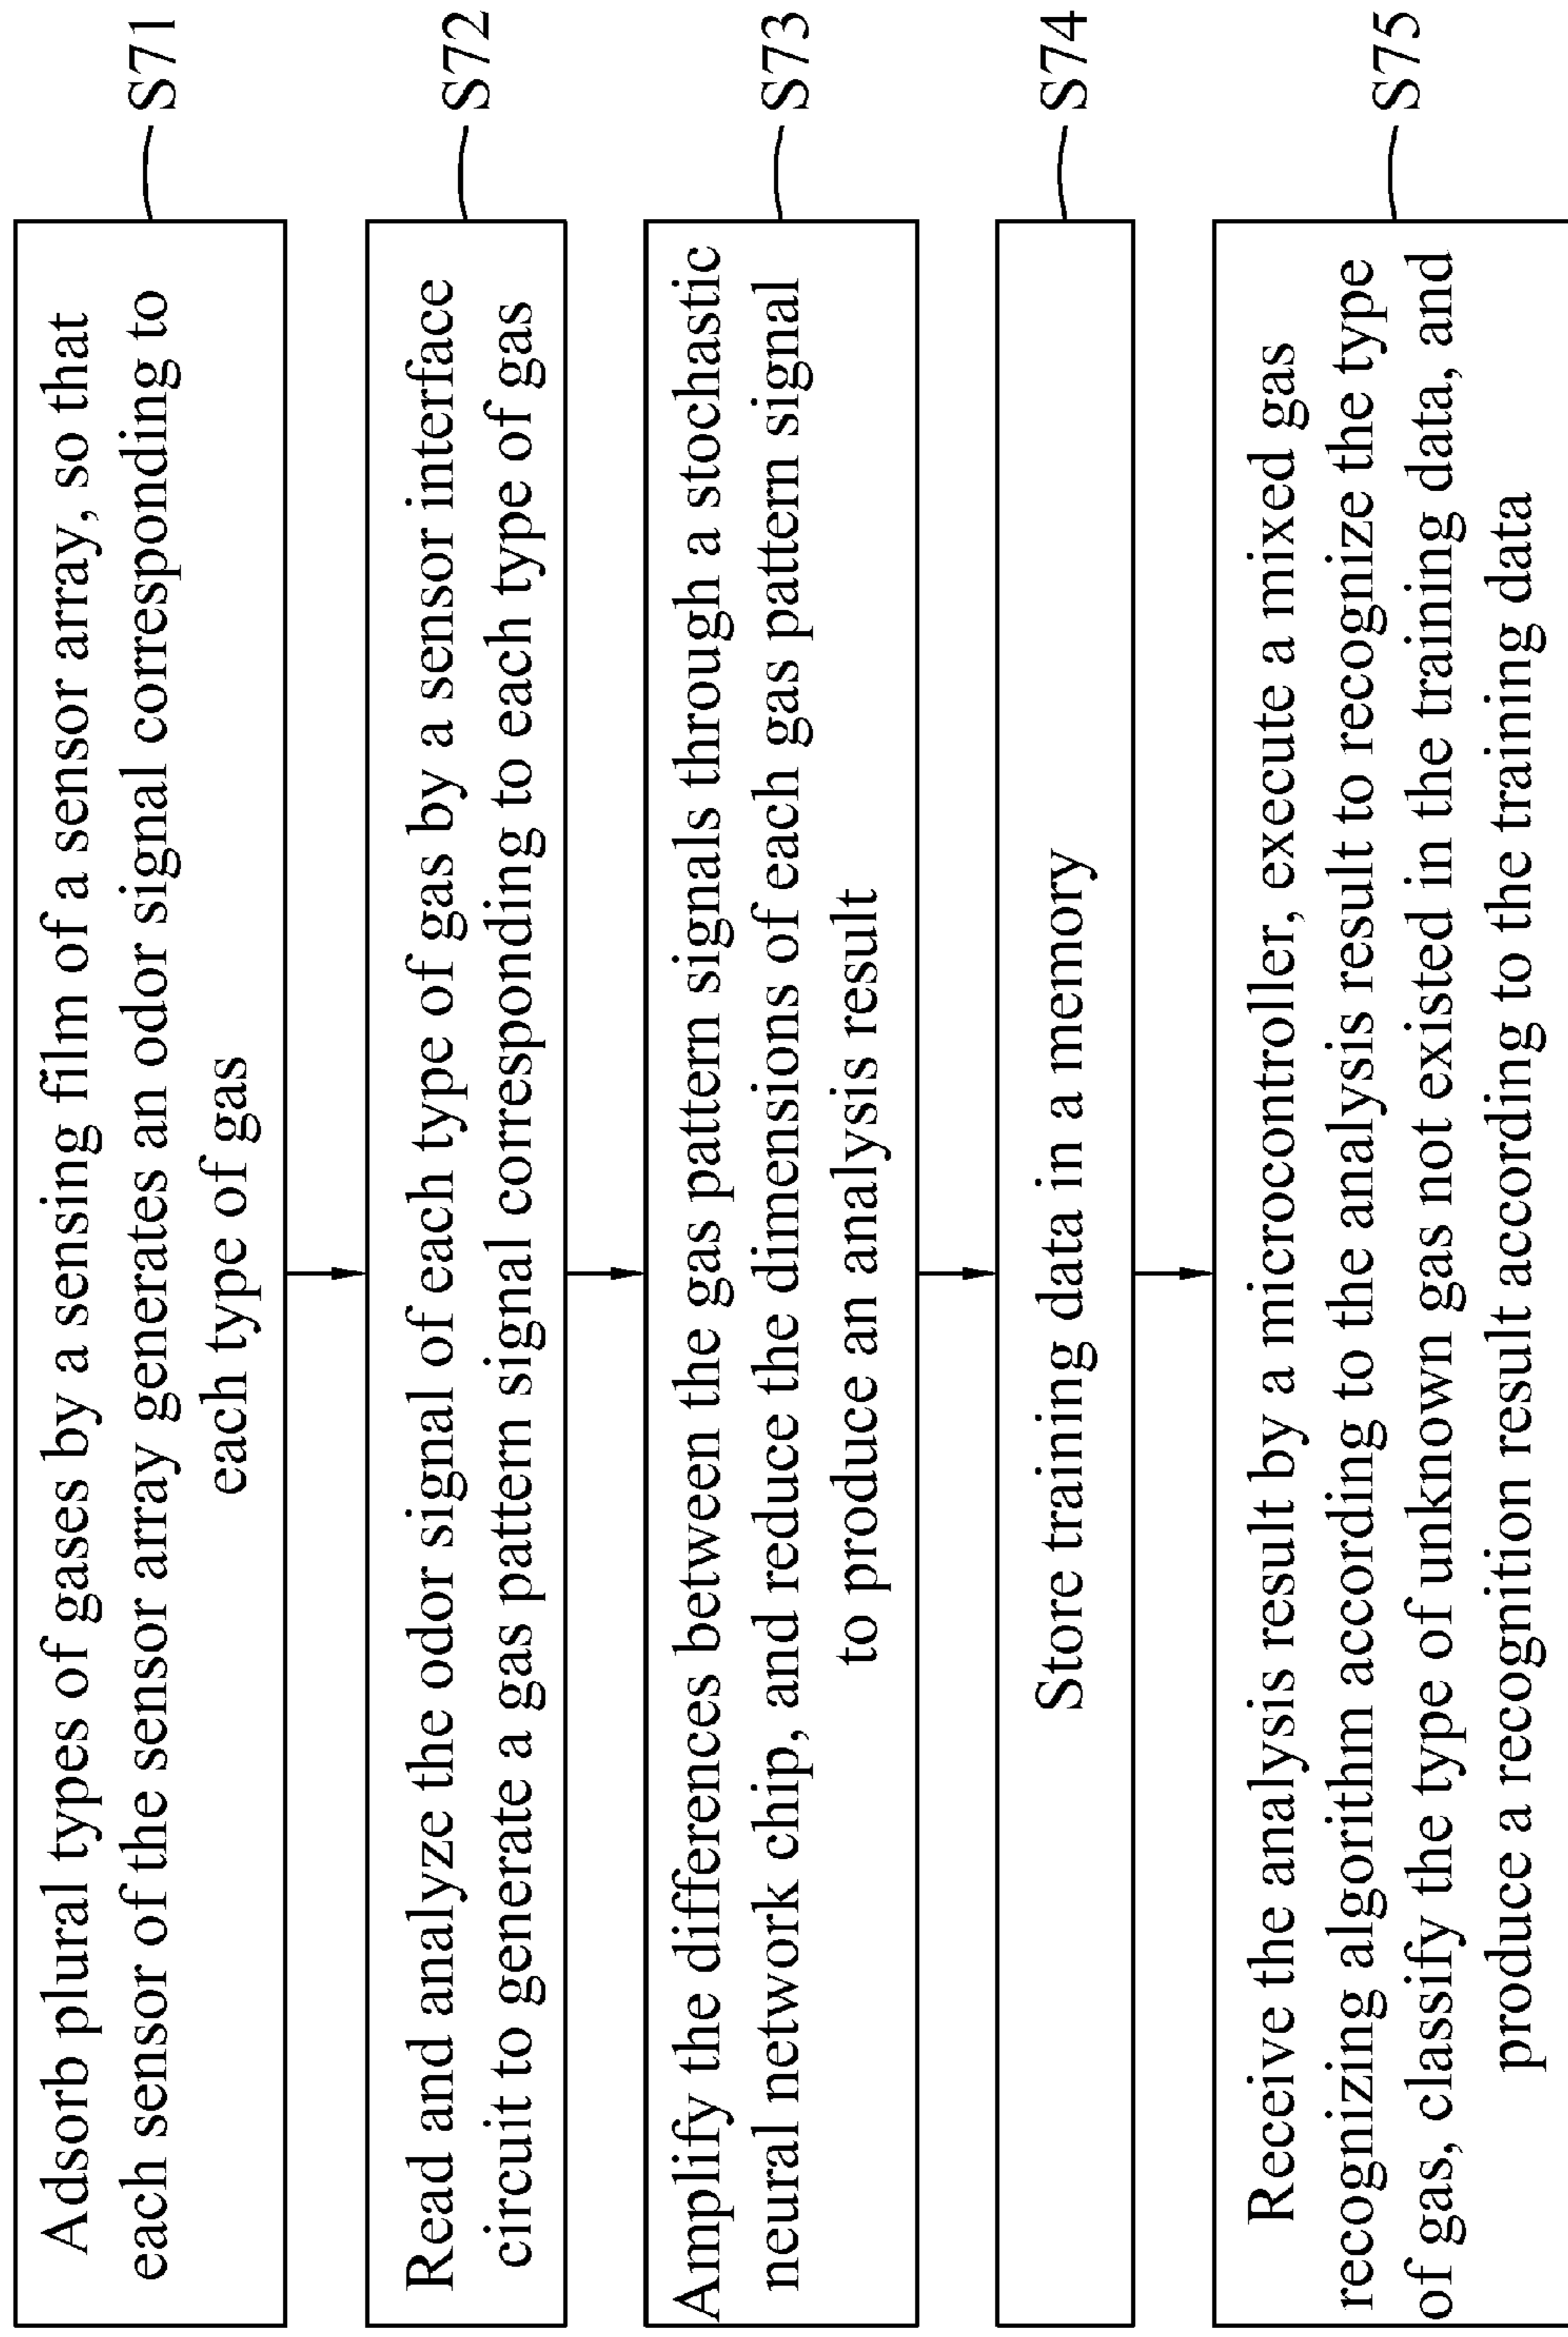 Adsorb plural types of gases by a sensing film of a sensor array, so that
each sensor of the sensor array generates an odor signal corresponding to
each type of gas
S71
Read and analyze the odor signal of each type of gas by a sensor interface
circuit to generate a gas pattern signal corresponding to each type of gas
S72
Amplify the differences between the gas pattern signals through a stochastic
neural network chip, and reduce the dimensions of each gas pattern signal
to produce an analysis result
S73
Store training data in a memory
S74
Receive the analysis result by a microcontroller, execute a mixed gas
recognizing algorithm according to the analysis result to recognize the type
of gas, classify the type of unknown gas not existed in the training data, and
produce a recognition result according to the training data
S75